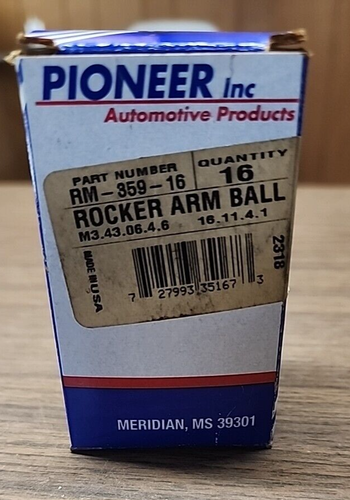 PIONEER Inc
Automotive Products
PART NUMBER QUANTITY
RM-359-16 16
ROCKER ARM BALL
M3.43.06.4.6 16.11.4.1
MADE IN USA
2318
7 27993 35167 3
MERIDIAN, MS 39301